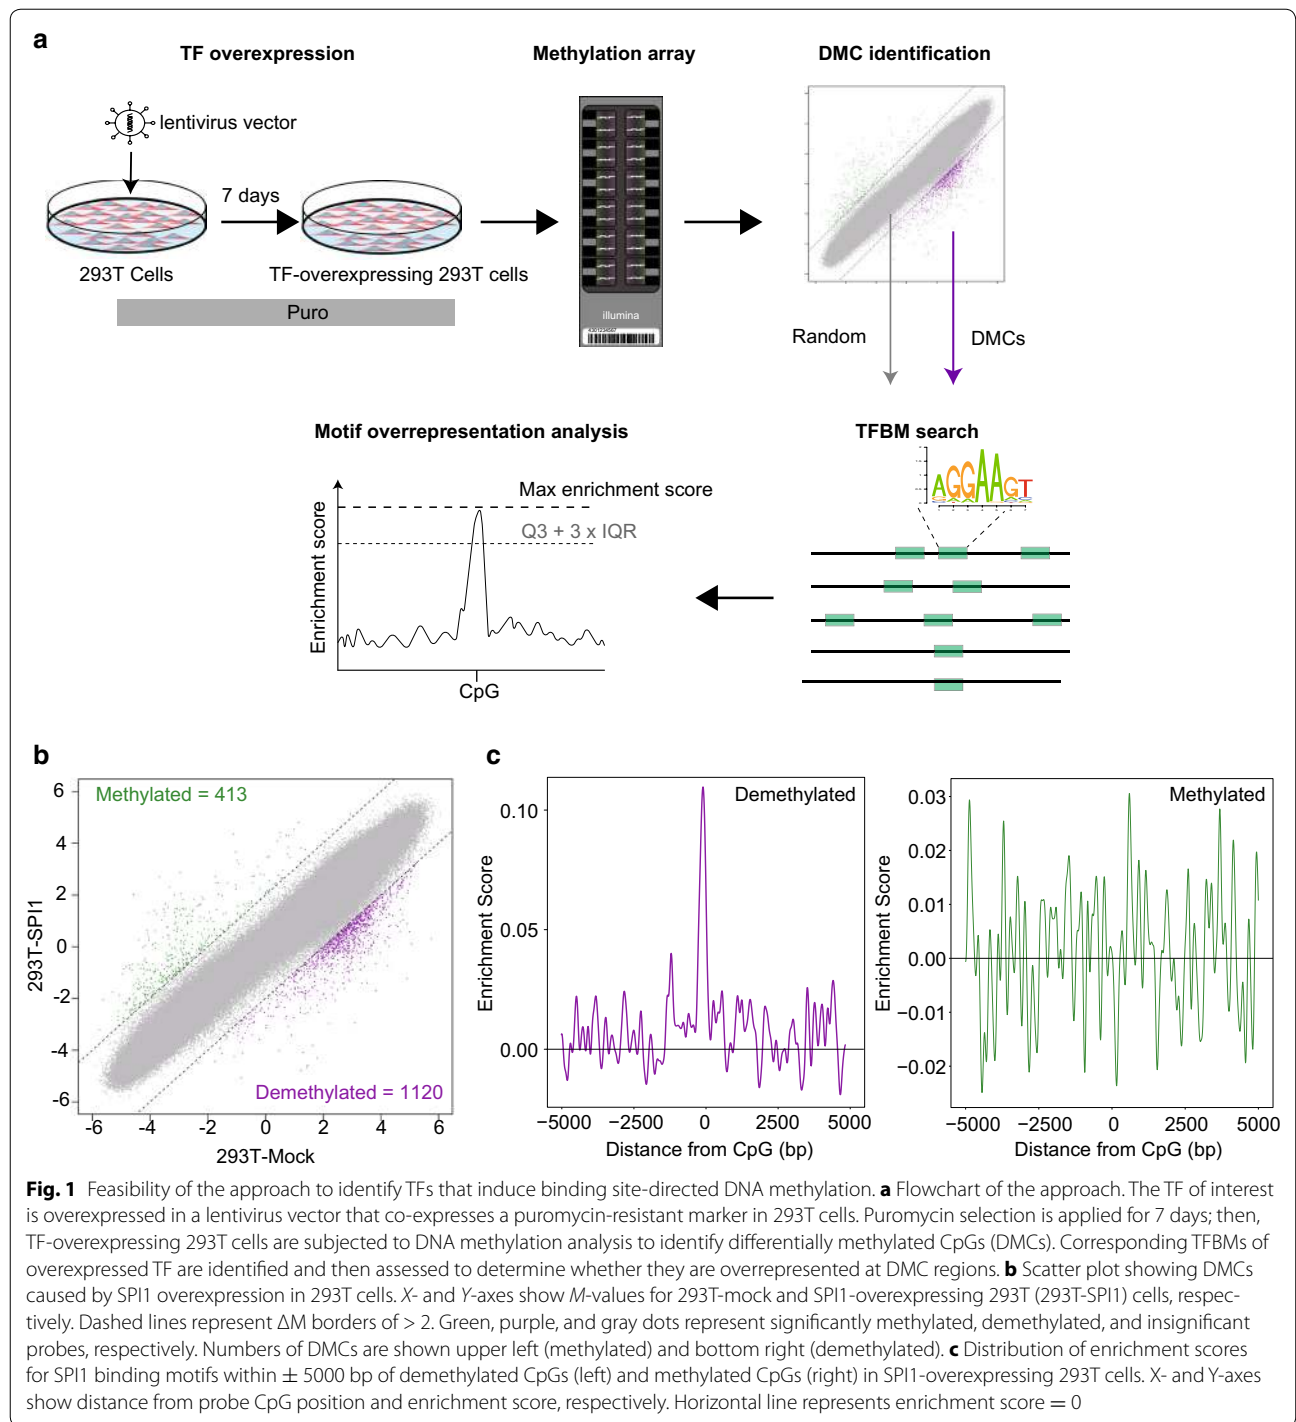 a
TF overexpression
Methylation array
DMC identification
lentivirus vector
7 days
293T Cells
TF-overexpressing 293T cells
Puro
illumina
Random
DMCs
Motif overrepresentation analysis
TFBM search
Max enrichment score
Q3 + 3 x IQR
Enrichment score
CpG
AGGAAGT
b
Methylated = 413
Demethylated = 1120
6
4
2
0
-2
-4
-6
293T-SPI1
-6 -4 -2 0 2 4 6
293T-Mock
c
Demethylated
0.10
0.05
0.00
Enrichment Score
−5000 −2500 0 2500 5000
Distance from CpG (bp)
Methylated
0.03
0.02
0.01
0.00
−0.01
−0.02
Enrichment Score
−5000 −2500 0 2500 5000
Distance from CpG (bp)
Fig. 1 Feasibility of the approach to identify TFs that induce binding site-directed DNA methylation. a Flowchart of the approach. The TF of interest
is overexpressed in a lentivirus vector that co-expresses a puromycin-resistant marker in 293T cells. Puromycin selection is applied for 7 days; then,
TF-overexpressing 293T cells are subjected to DNA methylation analysis to identify differentially methylated CpGs (DMCs). Corresponding TFBMs of
overexpressed TF are identified and then assessed to determine whether they are overrepresented at DMC regions. b Scatter plot showing DMCs
caused by SPI1 overexpression in 293T cells. X- and Y-axes show M-values for 293T-mock and SPI1-overexpressing 293T (293T-SPI1) cells, respec-
tively. Dashed lines represent ΔM borders of > 2. Green, purple, and gray dots represent significantly methylated, demethylated, and insignificant
probes, respectively. Numbers of DMCs are shown upper left (methylated) and bottom right (demethylated). c Distribution of enrichment scores
for SPI1 binding motifs within ± 5000 bp of demethylated CpGs (left) and methylated CpGs (right) in SPI1-overexpressing 293T cells. X- and Y-axes
show distance from probe CpG position and enrichment score, respectively. Horizontal line represents enrichment score = 0